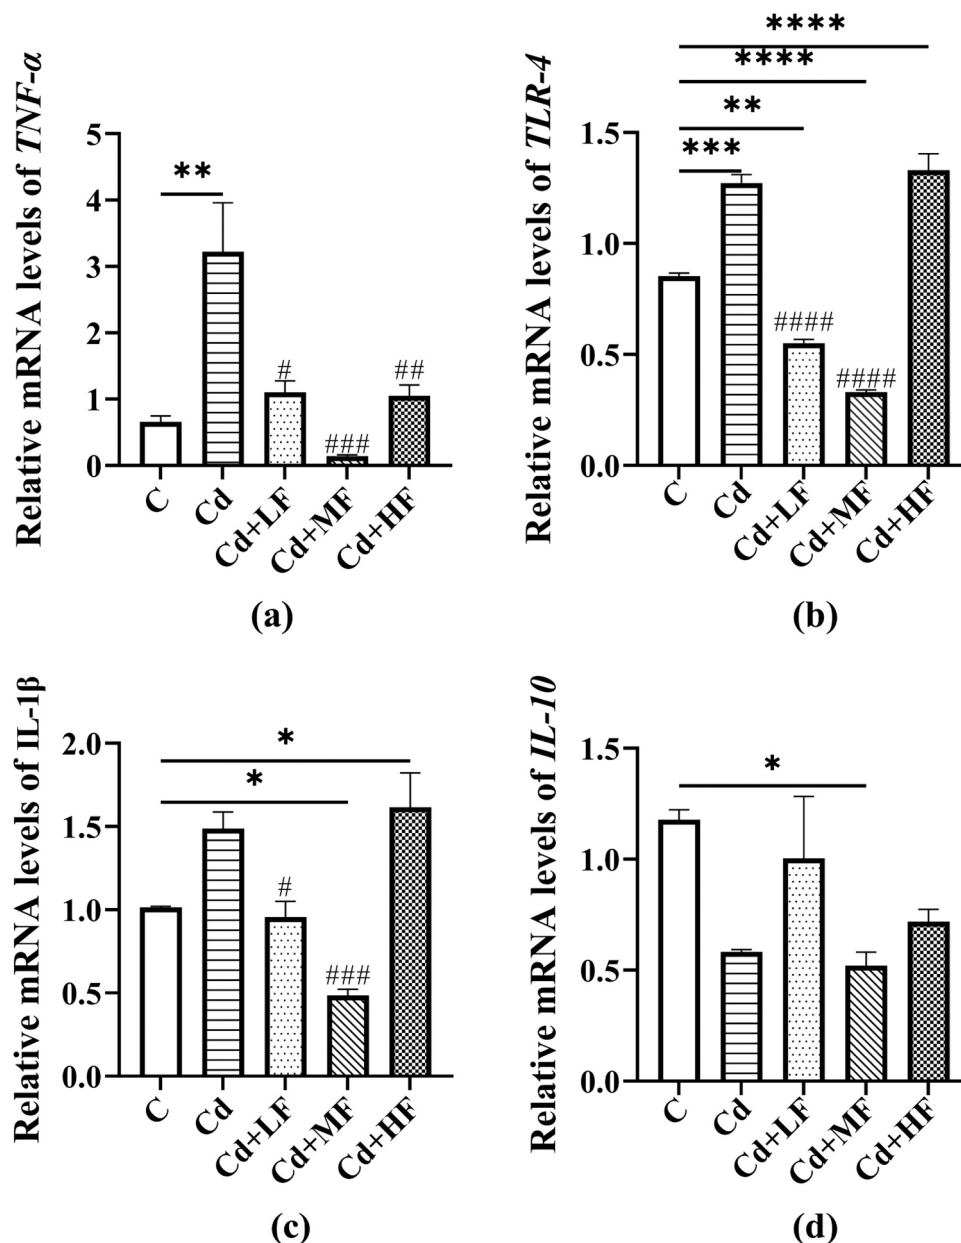 Relative mRNA levels of TNF-α
5
4
3
2
1
0
**
#
###
##
C
Cd
Cd+LF
Cd+MF
Cd+HF
(a)
Relative mRNA levels of TLR-4
1.5
1.0
0.5
0.0
****
****
**
***
####
####
C
Cd
Cd+LF
Cd+MF
Cd+HF
(b)
Relative mRNA levels of IL-1β
2.0
1.5
1.0
0.5
0.0
*
*
#
###
C
Cd
Cd+LF
Cd+MF
Cd+HF
(c)
Relative mRNA levels of IL-10
1.5
1.0
0.5
0.0
*
C
Cd
Cd+LF
Cd+MF
Cd+HF
(d)